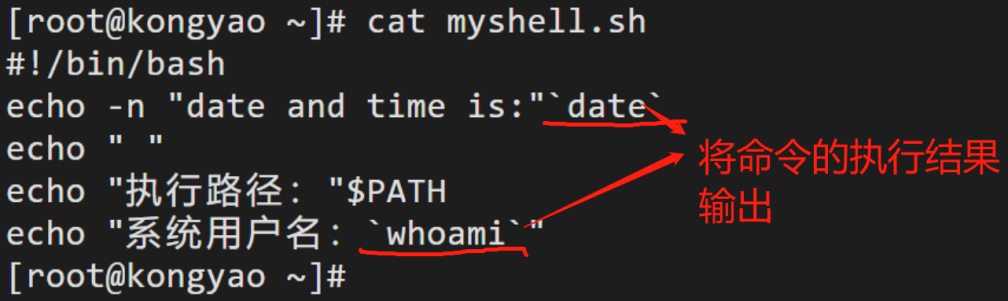 [root@kongyao ~]# cat myshell.sh
#!/bin/bash
echo -n "date and time is:"`date`
echo " "
echo "执行路径："$PATH
echo "系统用户名：`whoami`"
[root@kongyao ~]#
将命令的执行结果
输出